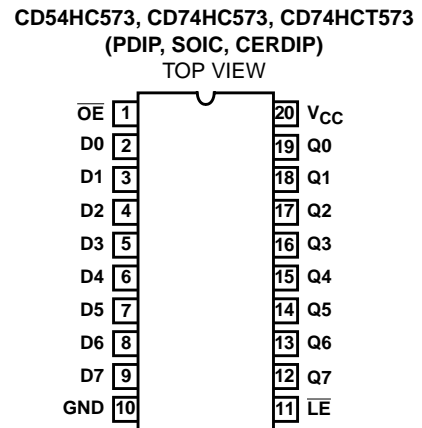 CD54HC573, CD74HC573, CD74HCT573
(PDIP, SOIC, CERDIP)
TOP VIEW
O̅E̅ 1 20 VCC
D0 2 19 Q0
D1 3 18 Q1
D2 4 17 Q2
D3 5 16 Q3
D4 6 15 Q4
D5 7 14 Q5
D6 8 13 Q6
D7 9 12 Q7
GND 10 11 L̅E̅